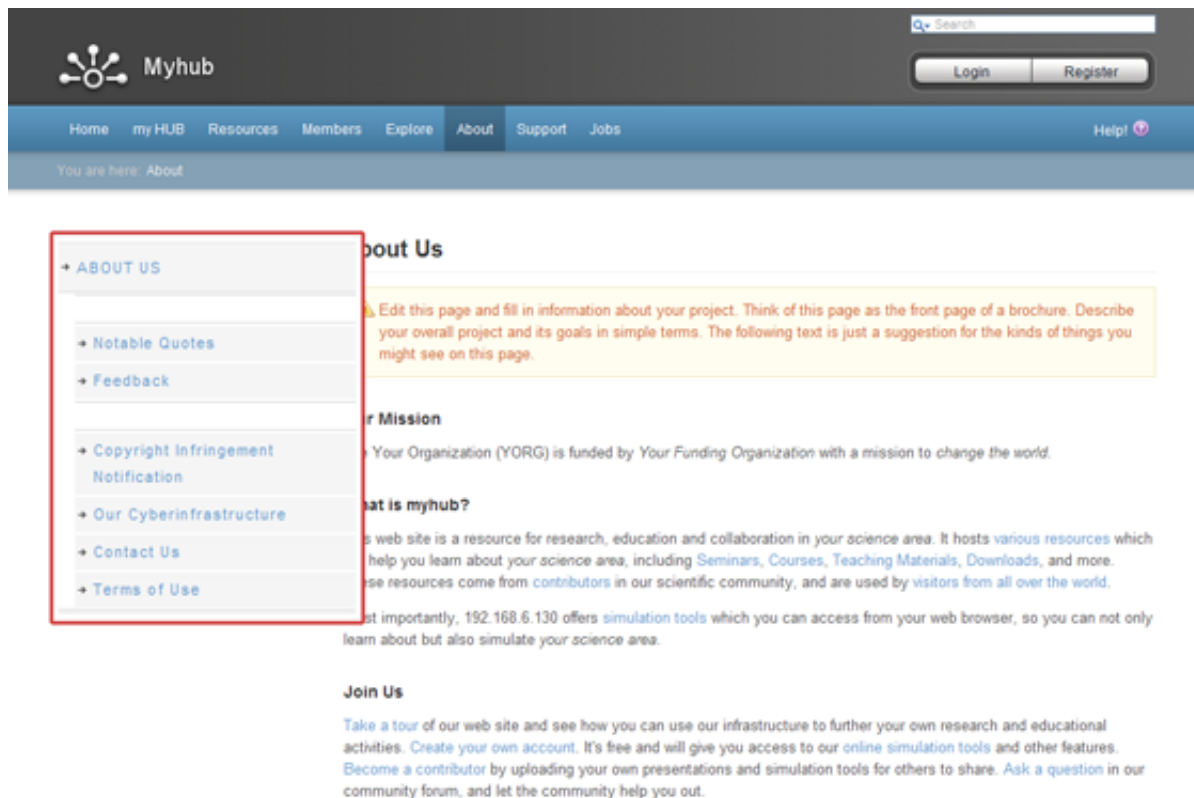 Search
Myhub
Login Register
Home my HUB Resources Members Explore About Support Jobs Help!
You are here: About
ABOUT US
Notable Quotes
Feedback
Copyright Infringement
Notification
Our Cyberinfrastructure
Contact Us
Terms of Use
bout Us
Edit this page and fill in information about your project. Think of this page as the front page of a brochure. Describe
your overall project and its goals in simple terms. The following text is just a suggestion for the kinds of things you
might see on this page.
r Mission
Your Organization (YORG) is funded by Your Funding Organization with a mission to change the world.
at is myhub?
s web site is a resource for research, education and collaboration in your science area. It hosts various resources which
help you learn about your science area, including Seminars, Courses, Teaching Materials, Downloads, and more.
se resources come from contributors in our scientific community, and are used by visitors from all over the world.
st importantly, 192.168.6.130 offers simulation tools which you can access from your web browser, so you can not only
learn about but also simulate your science area.
Join Us
Take a tour of our web site and see how you can use our infrastructure to further your own research and educational
activities. Create your own account. It's free and will give you access to our online simulation tools and other features.
Become a contributor by uploading your own presentations and simulation tools for others to share. Ask a question in our
community forum, and let the community help you out.